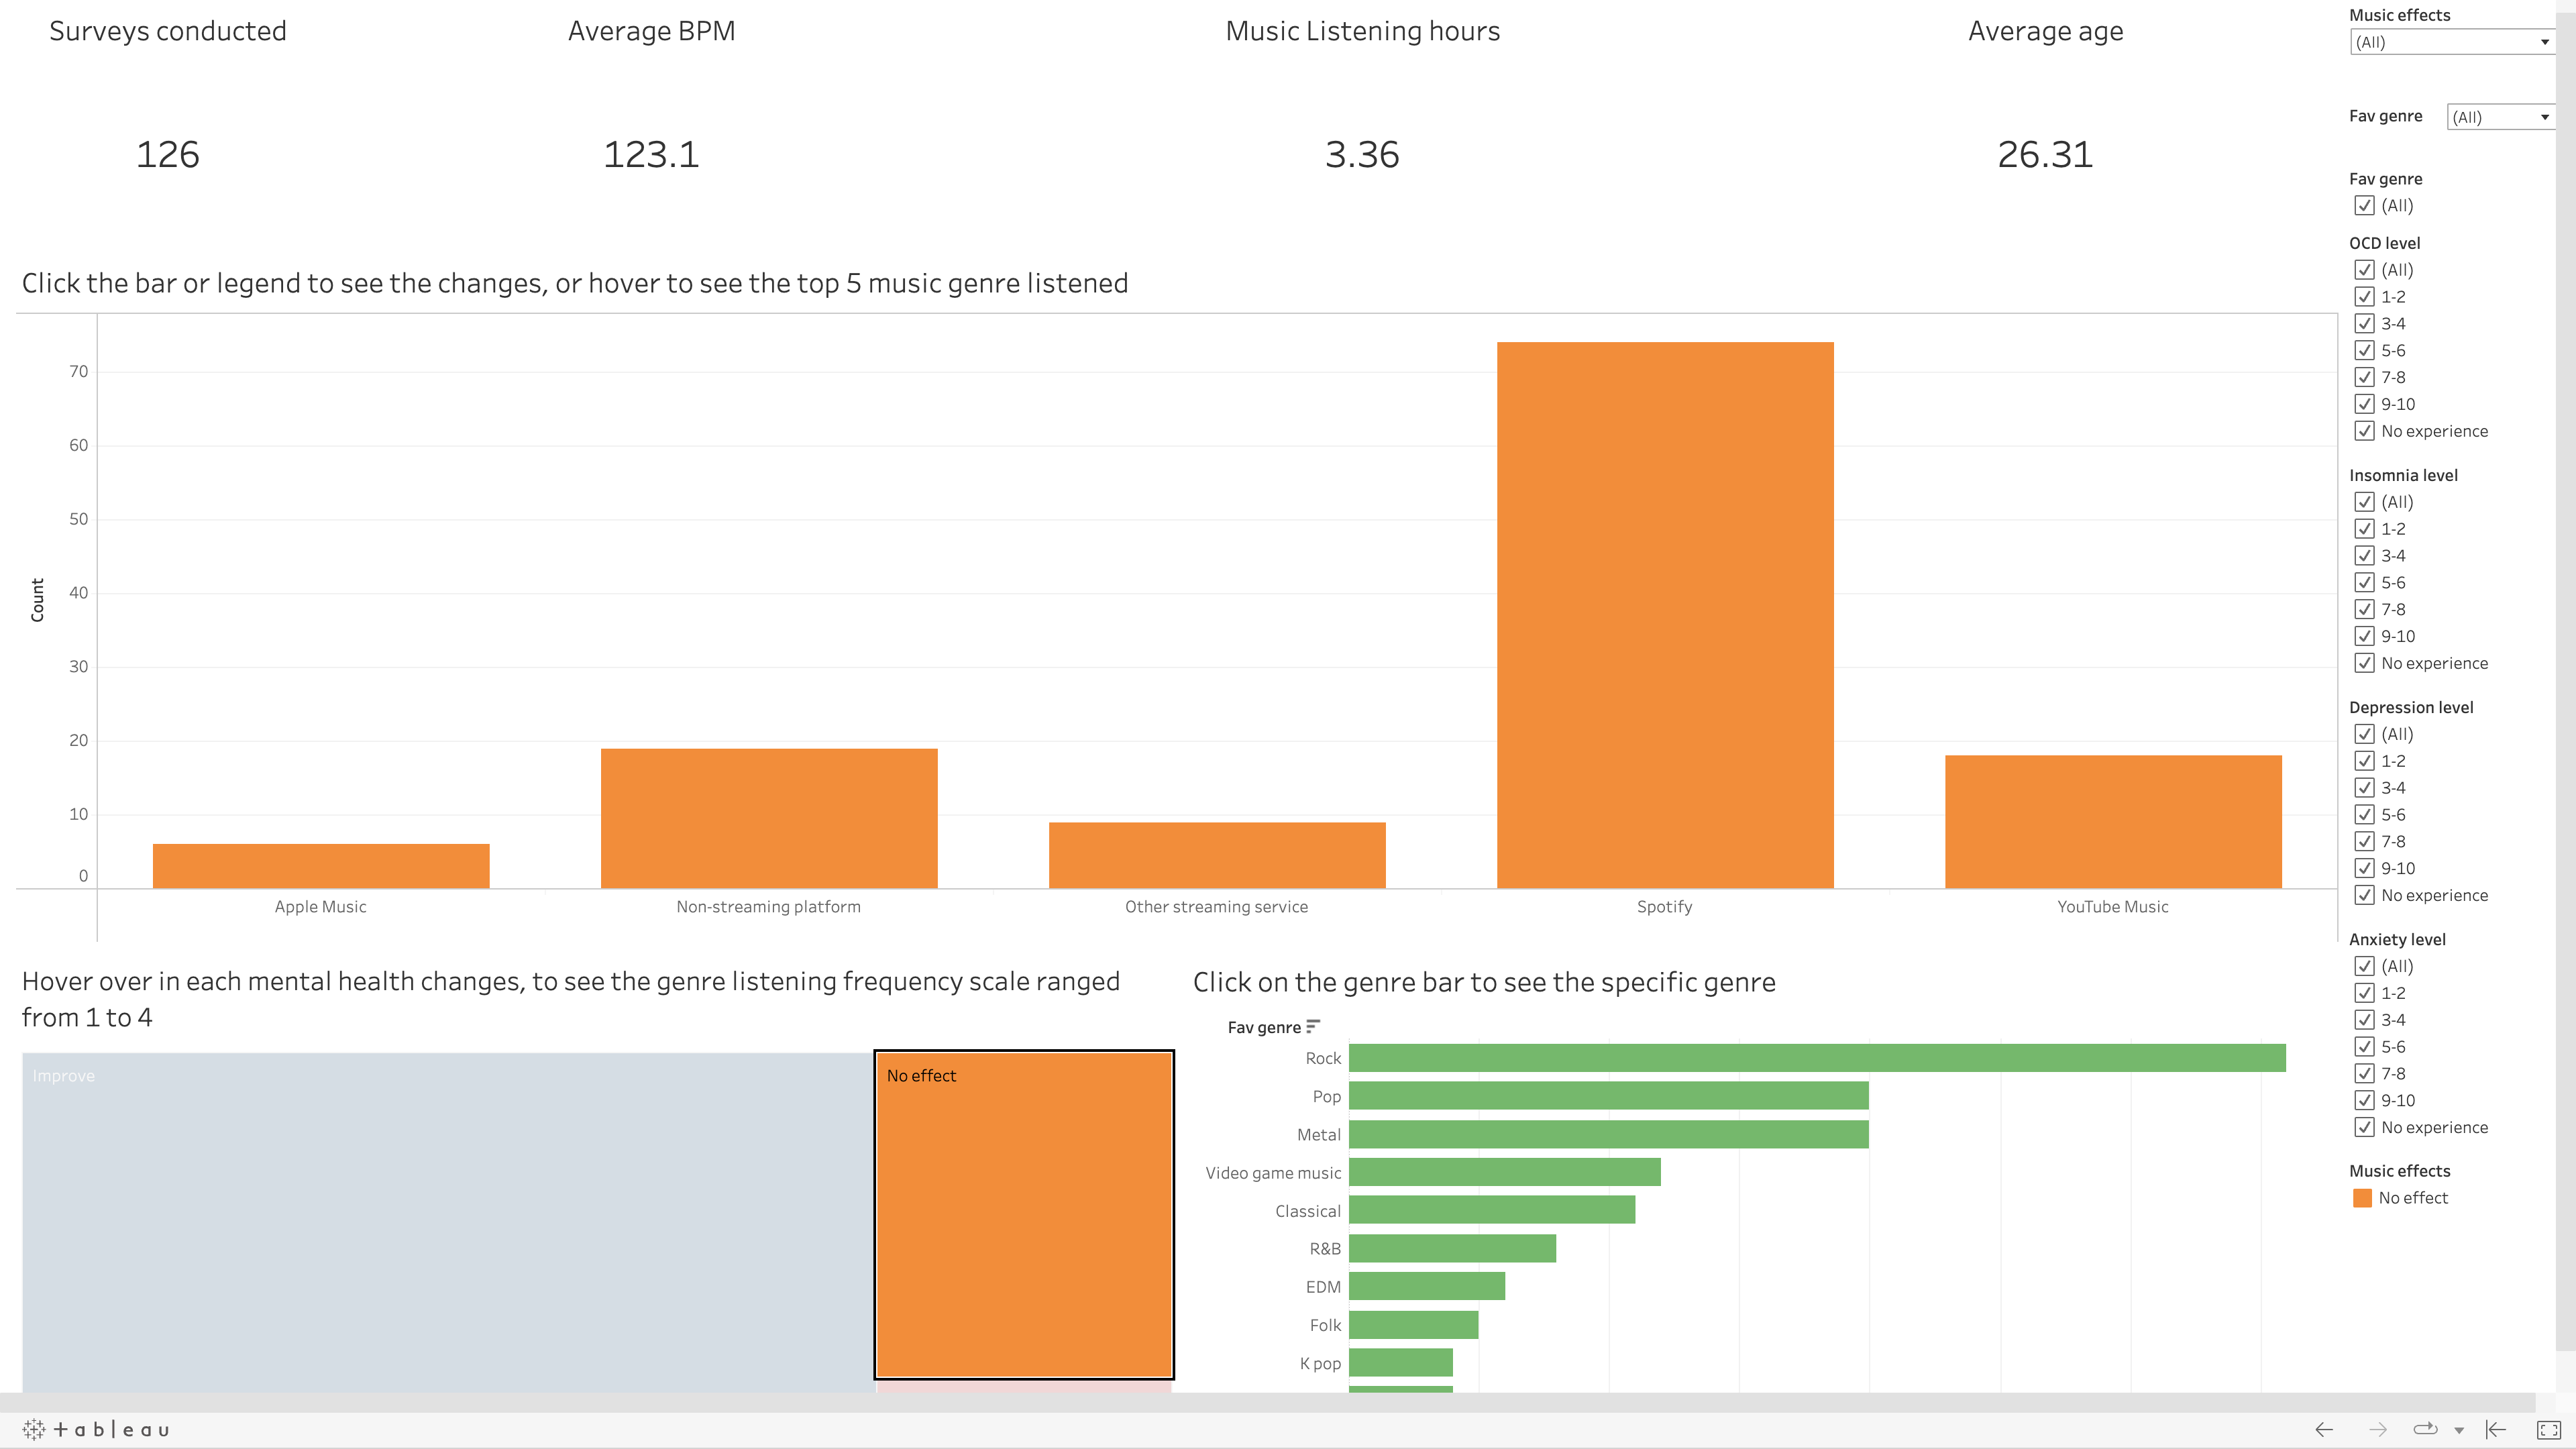 Surveys conducted
Average BPM
Music Listening hours
Average age
126
123.1
3.36
26.31
Click the bar or legend to see the changes, or hover to see the top 5 music genre listened
Count
70
60
50
40
30
20
10
0
Apple Music
Non-streaming platform
Other streaming service
Spotify
YouTube Music
Hover over in each mental health changes, to see the genre listening frequency scale ranged
from 1 to 4
Improve
No effect
Click on the genre bar to see the specific genre
Fav genre
Rock
Pop
Metal
Video game music
Classical
R&B
EDM
Folk
K pop
Music effects
(All)
Fav genre
(All)
Fav genre
(All)
OCD level
(All)
1-2
3-4
5-6
7-8
9-10
No experience
Insomnia level
(All)
1-2
3-4
5-6
7-8
9-10
No experience
Depression level
(All)
1-2
3-4
5-6
7-8
9-10
No experience
Anxiety level
(All)
1-2
3-4
5-6
7-8
9-10
No experience
Music effects
No effect
+ableau